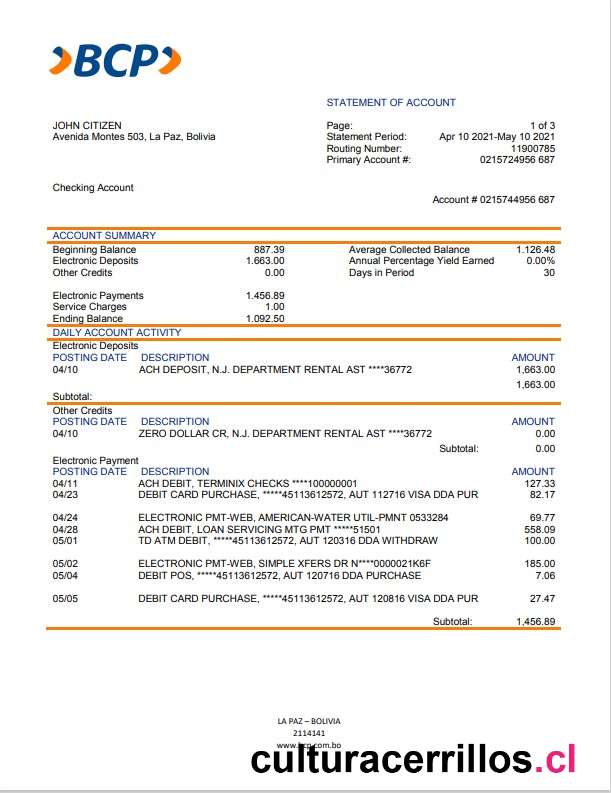 BCP
STATEMENT OF ACCOUNT
JOHN CITIZEN Page: 1 of 3
Avenida Montes 503, La Paz, Bolivia Statement Period: Apr 10 2021-May 10 2021
Routing Number: 11900785
Primary Account #: 0215724956 687
Checking Account
Account # 0215744956 687
ACCOUNT SUMMARY
Beginning Balance 887.39 Average Collected Balance 1.126.48
Electronic Deposits 1.663.00 Annual Percentage Yield Earned 0.00%
Other Credits 0.00 Days in Period 30
Electronic Payments 1.456.89
Service Charges 1.00
Ending Balance 1.092.50
DAILY ACCOUNT ACTIVITY
Electronic Deposits
POSTING DATE DESCRIPTION AMOUNT
04/10 ACH DEPOSIT, N.J. DEPARTMENT RENTAL AST ****36772 1,663.00
1,663.00
Subtotal:
Other Credits
POSTING DATE DESCRIPTION AMOUNT
04/10 ZERO DOLLAR CR, N.J. DEPARTMENT RENTAL AST ****36772 0.00
Subtotal: 0.00
Electronic Payment
POSTING DATE DESCRIPTION AMOUNT
04/11 ACH DEBIT, TERMINIX CHECKS ****100000001 127.33
04/23 DEBIT CARD PURCHASE, *****45113612572, AUT 112716 VISA DDA PUR 82.17
04/24 ELECTRONIC PMT-WEB, AMERICAN-WATER UTIL-PMNT 0533284 69.77
04/28 ACH DEBIT, LOAN SERVICING MTG PMT *****51501 558.09
05/01 TD ATM DEBIT, *****45113612572, AUT 120316 DDA WITHDRAW 100.00
05/02 ELECTRONIC PMT-WEB, SIMPLE XFERS DR N****0000021K6F 185.00
05/04 DEBIT POS, *****45113612572, AUT 120716 DDA PURCHASE 7.06
05/05 DEBIT CARD PURCHASE, *****45113612572, AUT 120816 VISA DDA PUR 27.47
Subtotal: 1,456.89
LA PAZ – BOLIVIA
2114141
www.bcp.com.bo
culturacerrillos.cl